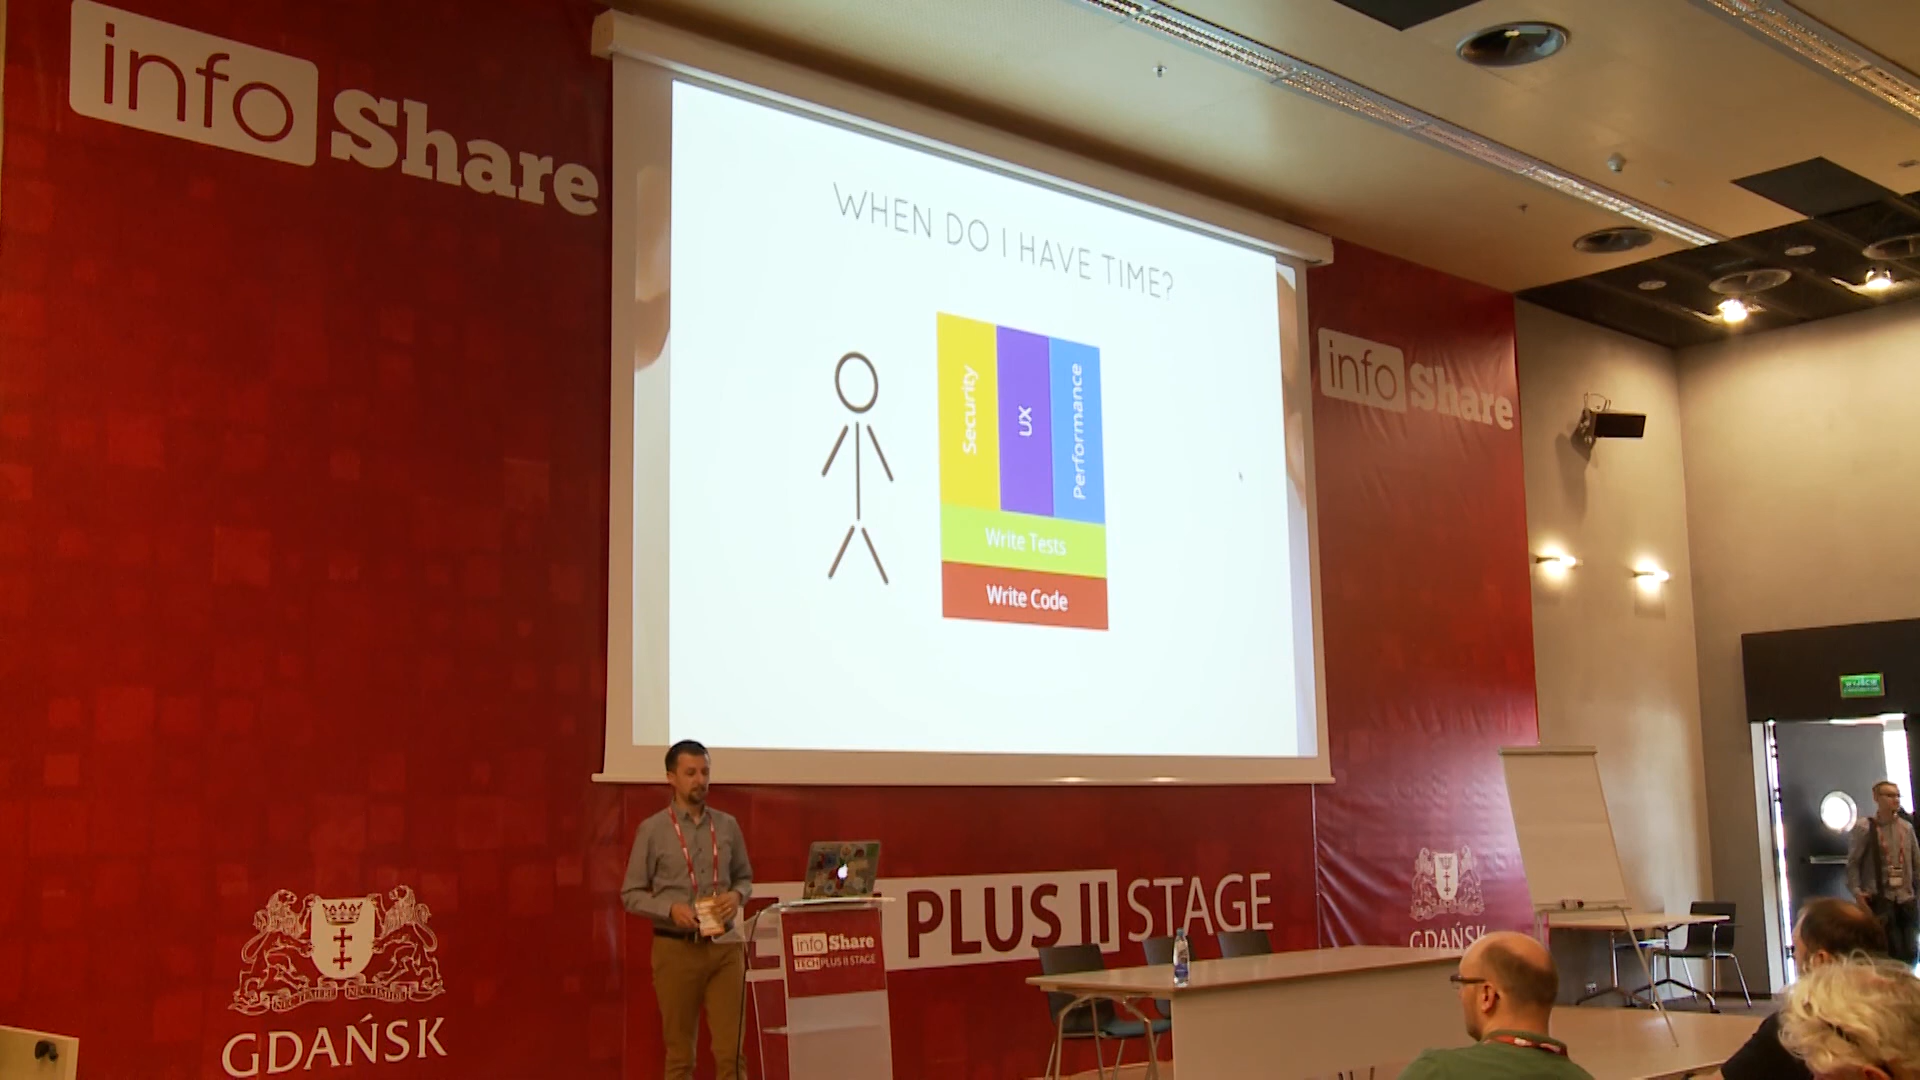 info Share
WHEN DO I HAVE TIME?
Security
UX
Performance
Write Tests
Write Code
info Share
WYJŚCIE
PLUS II STAGE
info Share
TECH PLUS II STAGE
GDAŃSK
GDAŃSK